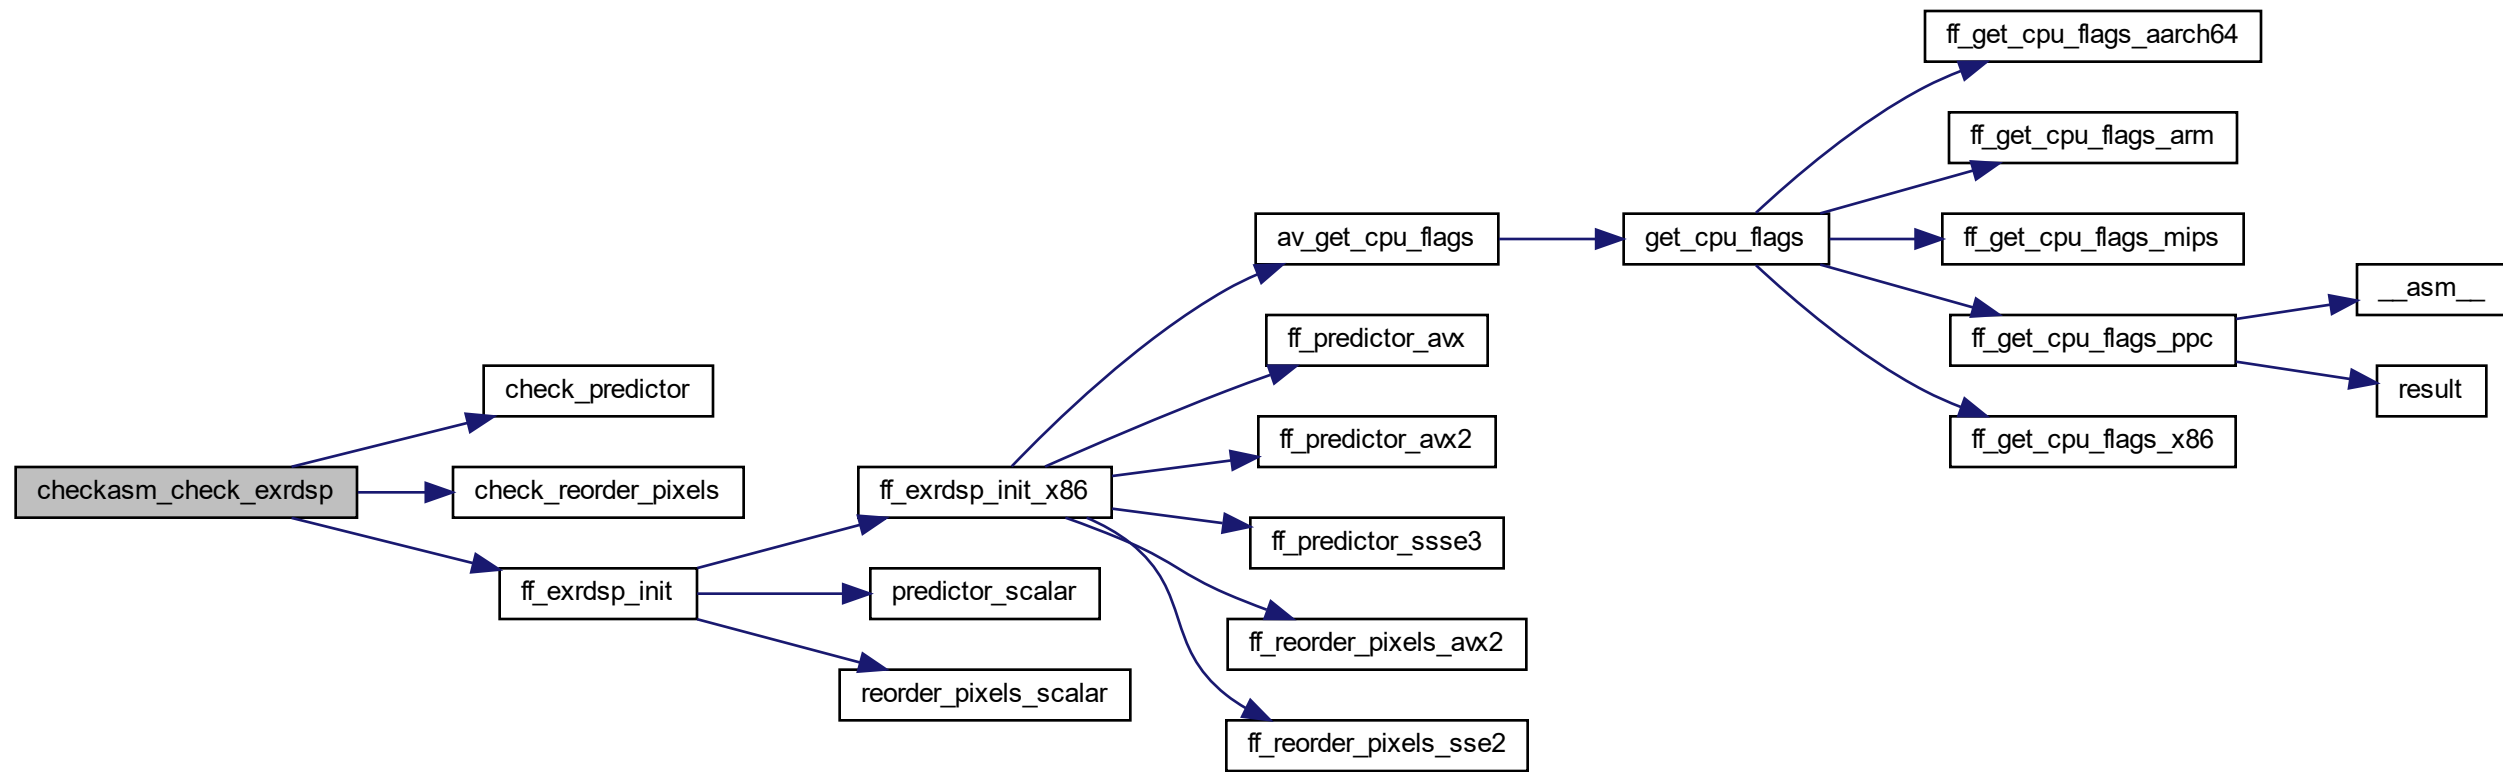 ff_get_cpu_flags_aarch64
ff_get_cpu_flags_arm
av_get_cpu_flags
get_cpu_flags
ff_get_cpu_flags_mips
__asm__
ff_predictor_avx
ff_get_cpu_flags_ppc
check_predictor
result
ff_predictor_avx2
ff_get_cpu_flags_x86
checkasm_check_exrdsp
check_reorder_pixels
ff_exrdsp_init_x86
ff_predictor_ssse3
ff_exrdsp_init
predictor_scalar
ff_reorder_pixels_avx2
reorder_pixels_scalar
ff_reorder_pixels_sse2